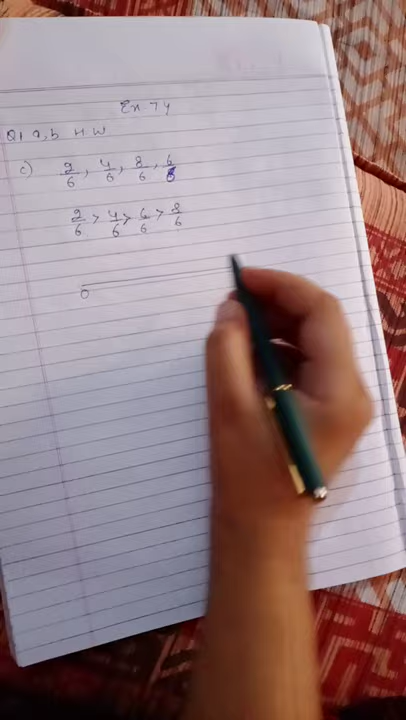 Ex 7.4
Q1 a, b H.W
c) 2/6, 4/6, 8/6, 6/6
2/6 > 4/6 > 6/6 > 8/6
0